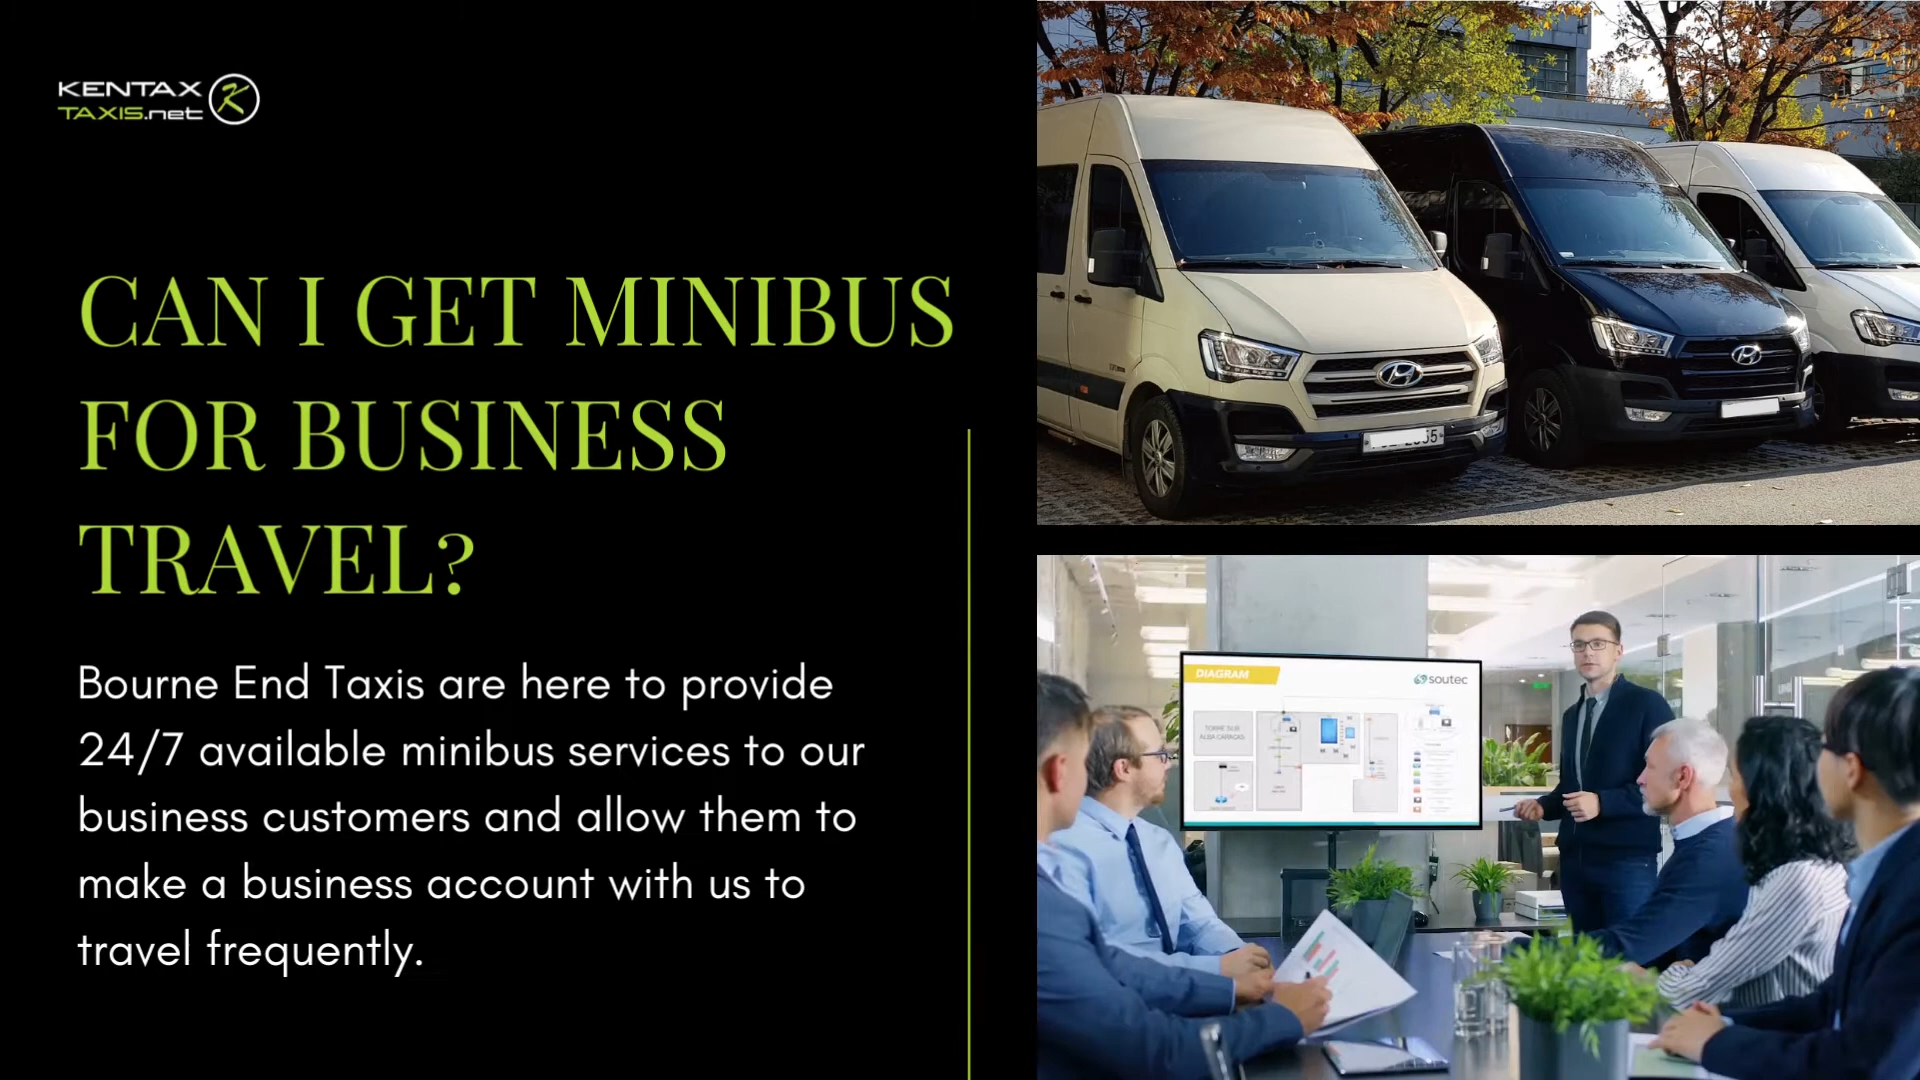 KENTAX
TAXIS.net
CAN I GET MINIBUS
FOR BUSINESS
TRAVEL?
Bourne End Taxis are here to provide
24/7 available minibus services to our
business customers and allow them to
make a business account with us to
travel frequently.
DIAGRAM
soutec